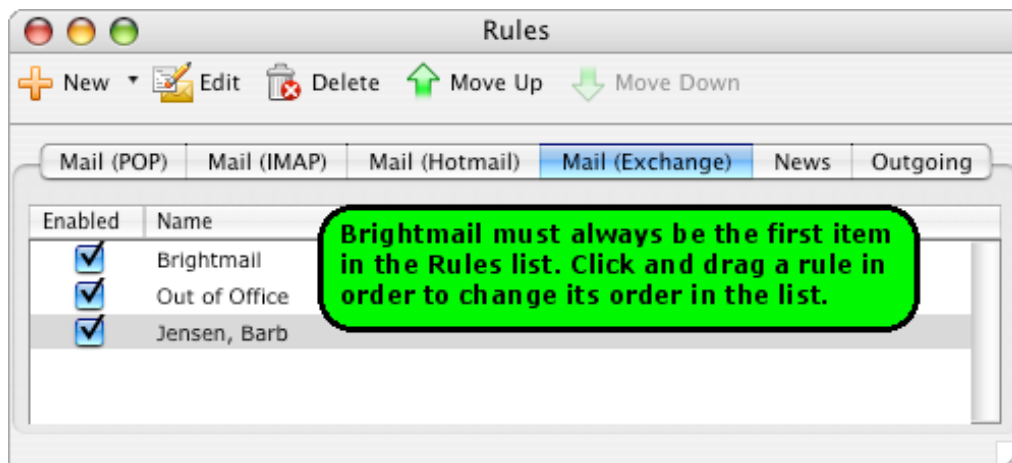 Rules
New Edit Delete Move Up Move Down
Mail (POP) Mail (IMAP) Mail (Hotmail) Mail (Exchange) News Outgoing
Enabled Name
Brightmail
Out of Office
Jensen, Barb
Brightmail must always be the first item
in the Rules list. Click and drag a rule in
order to change its order in the list.